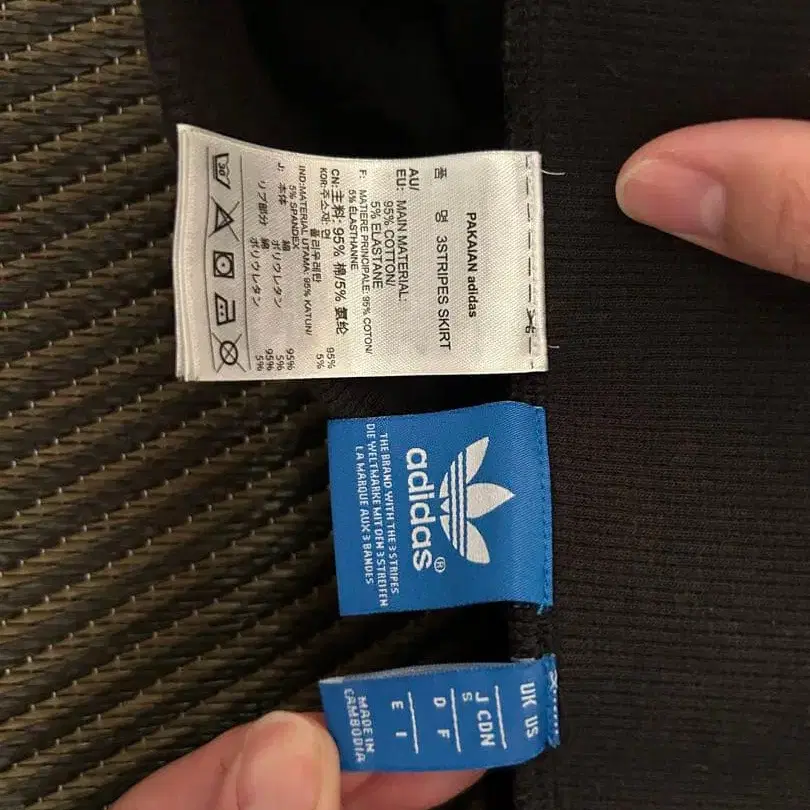 PAKAIAN adidas
품 명 3STRIPES SKIRT
AU/
EU: MAIN MATERIAL:
95% COTTON/
5% ELASTANE
F: MATIERE PRINCIPALE: 95% COTON/
5% ELASTHANNE
CN:主料: 95% 棉/5% 氨纶
KOR:주소재: 면 95%
폴리우레탄 5%
IND:MATERIAL UTAMA: 95% KATUN/
5% SPANDEX
J: 本体 綿 95%
ポリウレタン 5%
リブ部分 綿 95%
ポリウレタン 5%
30
adidas®
THE BRAND WITH THE 3 STRIPES
DIE WELTMARKE MIT DEN 3 STREIFEN
LA MARQUE AUX 3 BANDES
UK US
J CDN
S
D F
E I
MADE IN
CAMBODIA